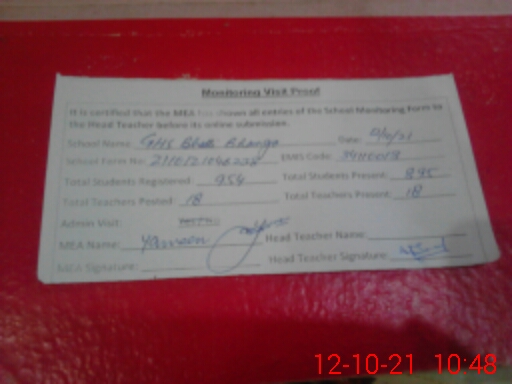 Monitoring Visit Proof
It is certified that the MEA has shown all entries of the School Monitoring Form to
the Head Teacher before its online submission.
School Name: GHS Bhati Bhango Date: 12/10/21
School Form No: EMIS Code:
Total Students Registered: 954 Total Students Present: 895
Total Teachers Posted: 18 Total Teachers Present: 18
Admin Visit:
MEA Name: Head Teacher Name:
MEA Signature: Head Teacher Signature:
12-10-21 10:48